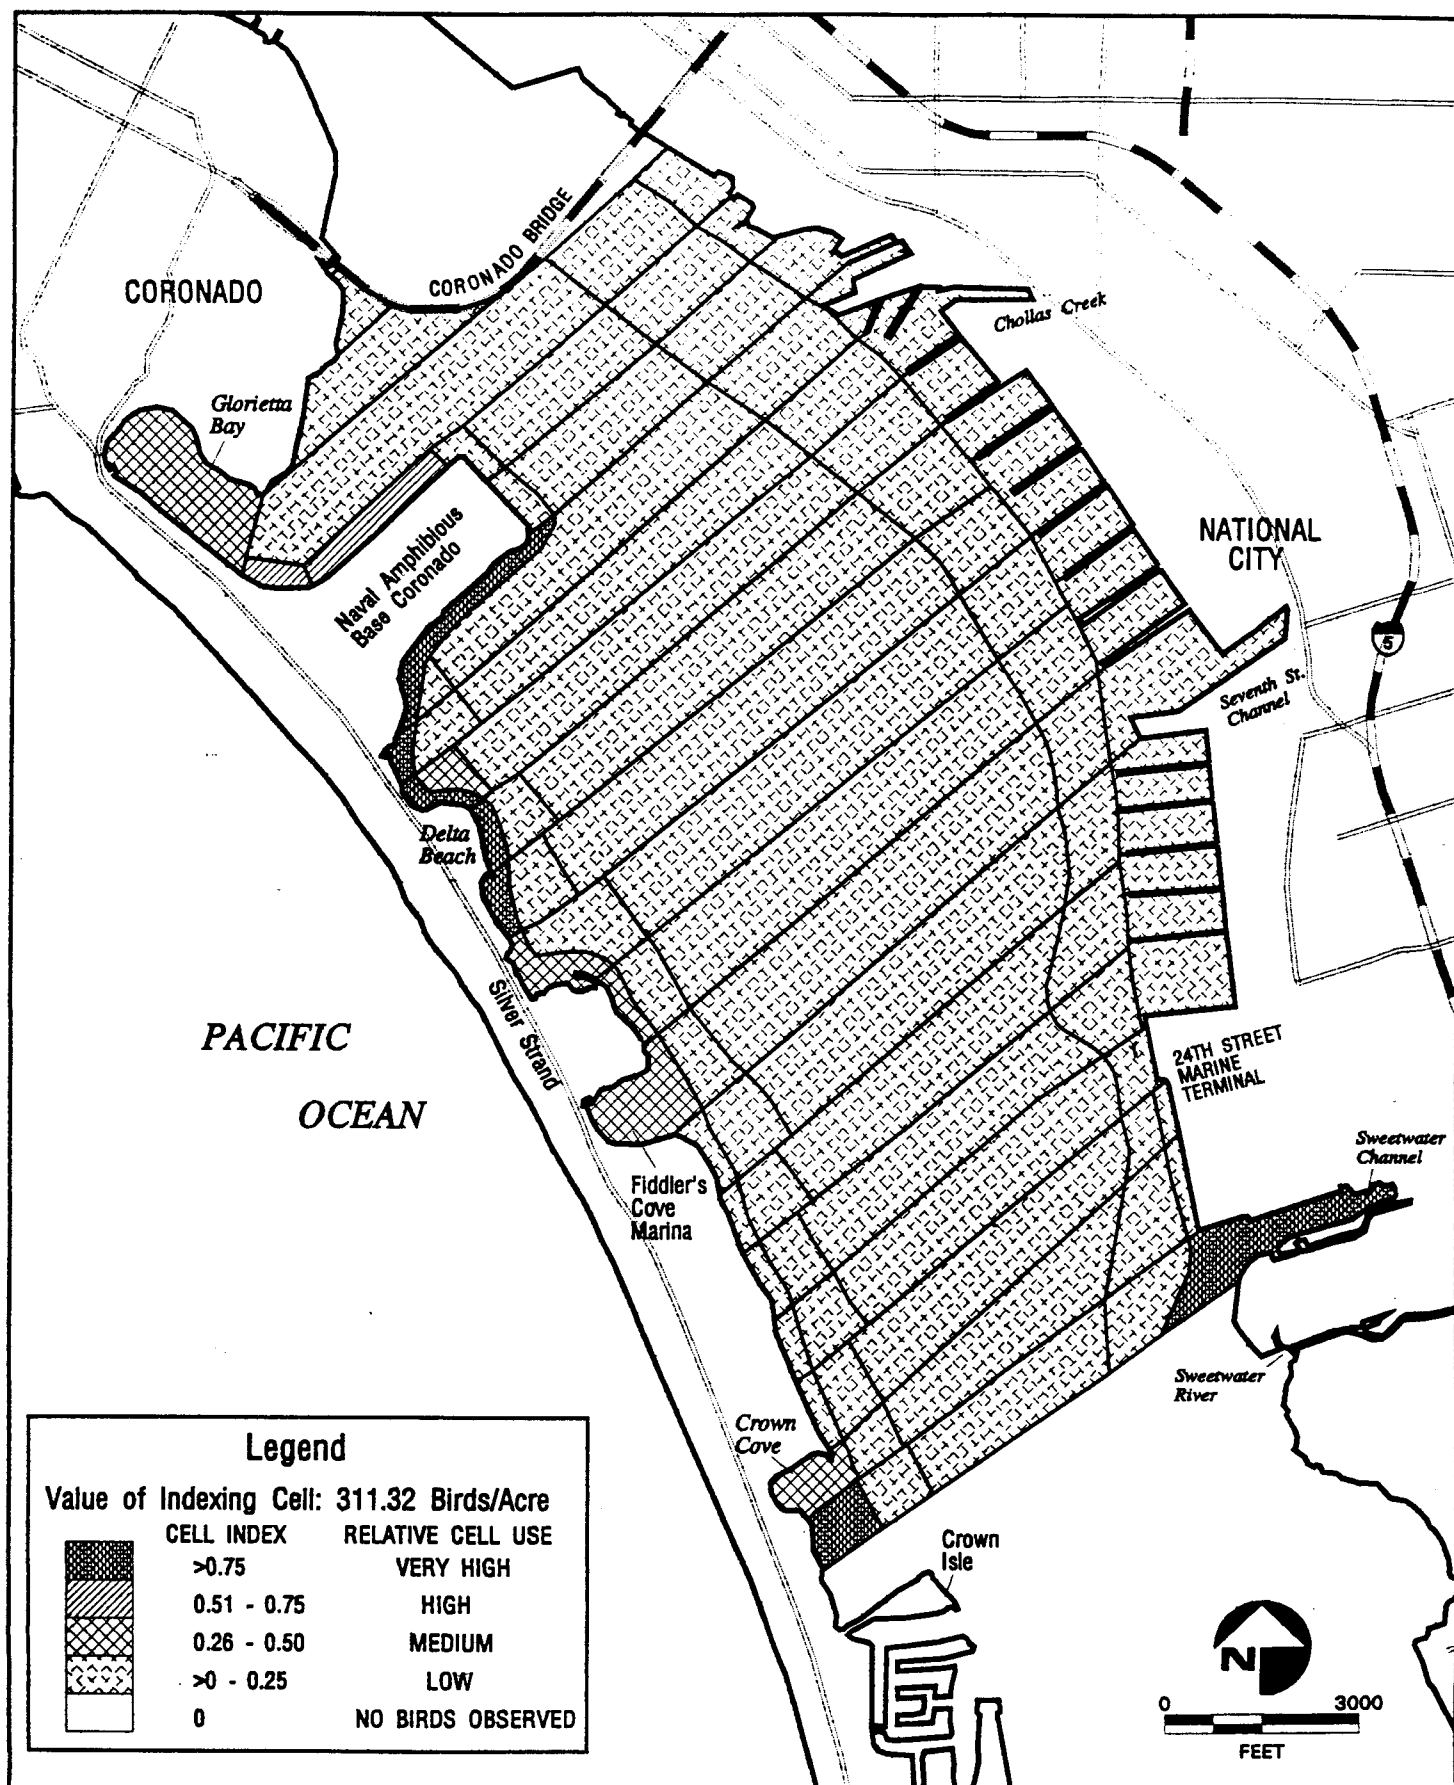 CORONADO BRIDGE
CORONADO
Chollas Creek
Glorietta
Bay
Naval Amphibious
Base Coronado
NATIONAL
CITY
5
Seventh St.
Channel
Delta
Beach
Silver Strand
PACIFIC
OCEAN
24TH STREET
MARINE
TERMINAL
Sweetwater
Channel
Fiddler's
Cove
Marina
Sweetwater
River
Crown
Cove
Crown
Isle
Legend
Value of Indexing Cell: 311.32 Birds/Acre
CELL INDEX RELATIVE CELL USE
>0.75 VERY HIGH
0.51 - 0.75 HIGH
0.26 - 0.50 MEDIUM
>0 - 0.25 LOW
0 NO BIRDS OBSERVED
N
0 3000
FEET